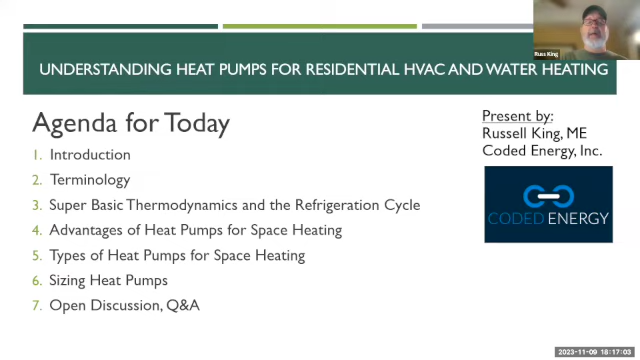 Russ King
UNDERSTANDING HEAT PUMPS FOR RESIDENTIAL HVAC AND WATER HEATING
Agenda for Today
1. Introduction
2. Terminology
3. Super Basic Thermodynamics and the Refrigeration Cycle
4. Advantages of Heat Pumps for Space Heating
5. Types of Heat Pumps for Space Heating
6. Sizing Heat Pumps
7. Open Discussion, Q&A
Present by:
Russell King, ME
Coded Energy, Inc.
CODED ENERGY
2023-11-09 18:17:03